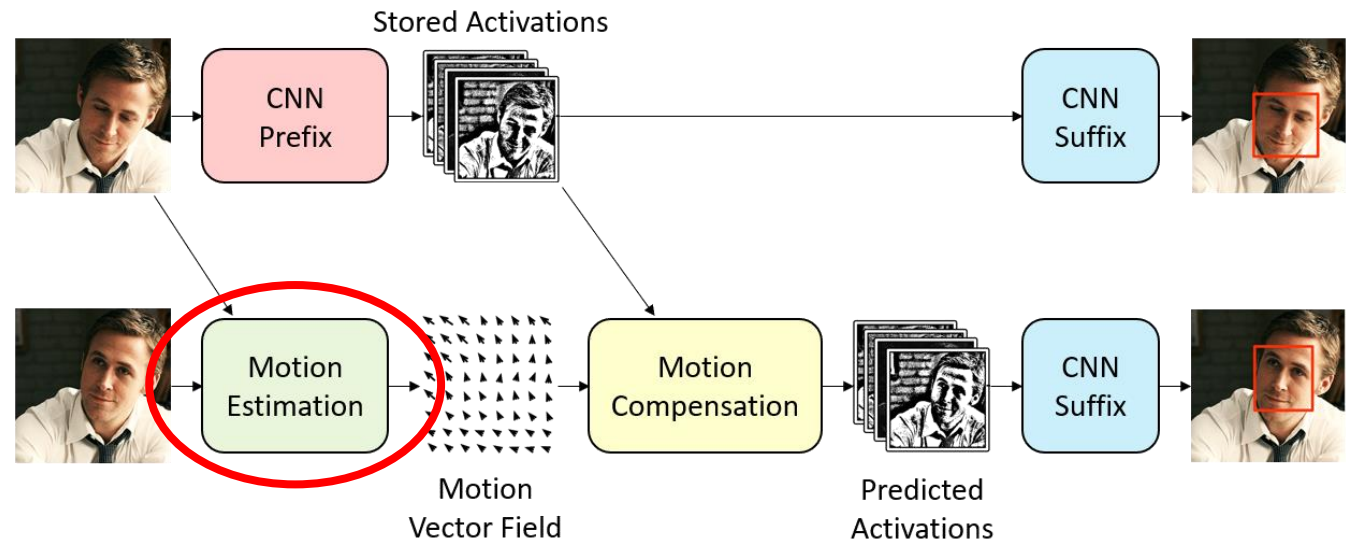 Stored Activations
CNN
Prefix
CNN
Suffix
Motion
Estimation
Motion
Compensation
CNN
Suffix
Motion
Vector Field
Predicted
Activations